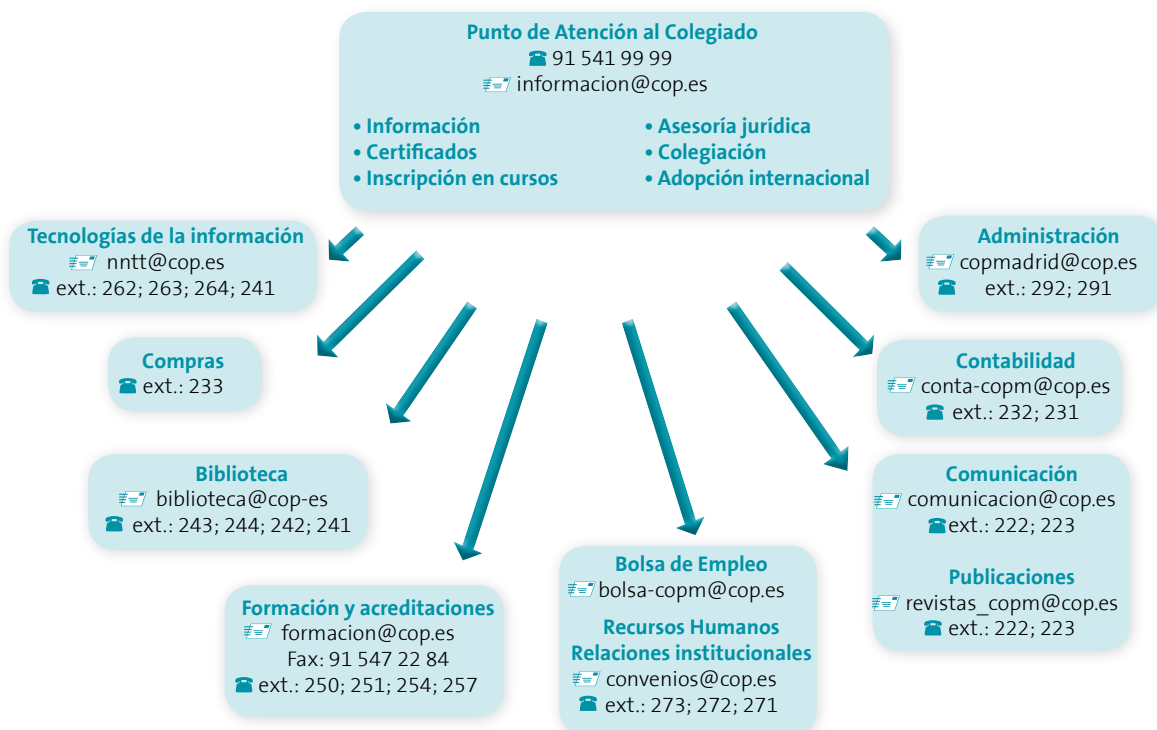 Punto de Atención al Colegiado
91 541 99 99
informacion@cop.es
• Información
• Certificados
• Inscripción en cursos
• Asesoría jurídica
• Colegiación
• Adopción internacional
Tecnologías de la información
nntt@cop.es
ext.: 262; 263; 264; 241
Administración
copmadrid@cop.es
ext.: 292; 291
Compras
ext.: 233
Contabilidad
conta-copm@cop.es
ext.: 232; 231
Biblioteca
biblioteca@cop-es
ext.: 243; 244; 242; 241
Comunicación
comunicacion@cop.es
ext.: 222; 223
Publicaciones
revistas_copm@cop.es
ext.: 222; 223
Formación y acreditaciones
formacion@cop.es
Fax: 91 547 22 84
ext.: 250; 251; 254; 257
Bolsa de Empleo
bolsa-copm@cop.es
Recursos Humanos
Relaciones institucionales
convenios@cop.es
ext.: 273; 272; 271